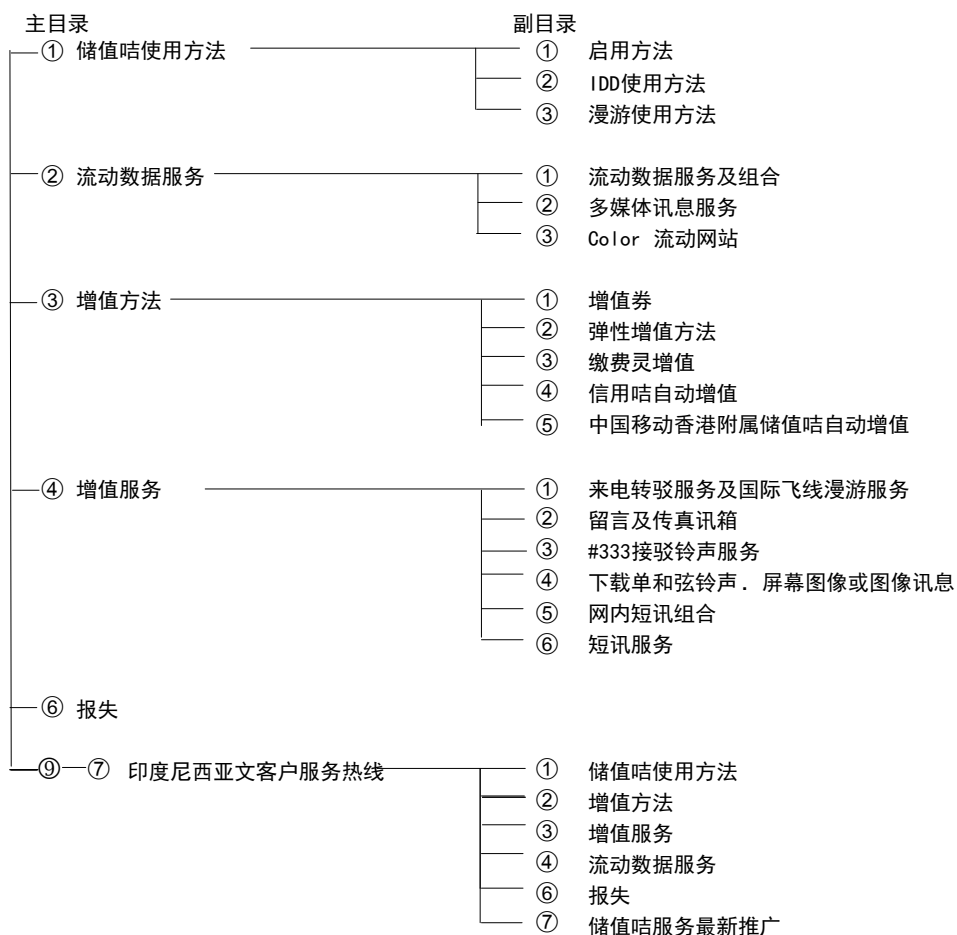 主目录 副目录
① 储值咭使用方法 ① 启用方法
② IDD使用方法
③ 漫游使用方法
② 流动数据服务 ① 流动数据服务及组合
② 多媒体讯息服务
③ Color 流动网站
③ 增值方法 ① 增值券
② 弹性增值方法
③ 缴费灵增值
④ 信用咭自动增值
⑤ 中国移动香港附属储值咭自动增值
④ 增值服务 ① 来电转驳服务及国际飞线漫游服务
② 留言及传真讯箱
③ #333接驳铃声服务
④ 下载单和弦铃声. 屏幕图像或图像讯息
⑤ 网内短讯组合
⑥ 短讯服务
⑥ 报失
⑨ ⑦ 印度尼西亚文客户服务热线 ① 储值咭使用方法
② 增值方法
③ 增值服务
④ 流动数据服务
⑥ 报失
⑦ 储值咭服务最新推广